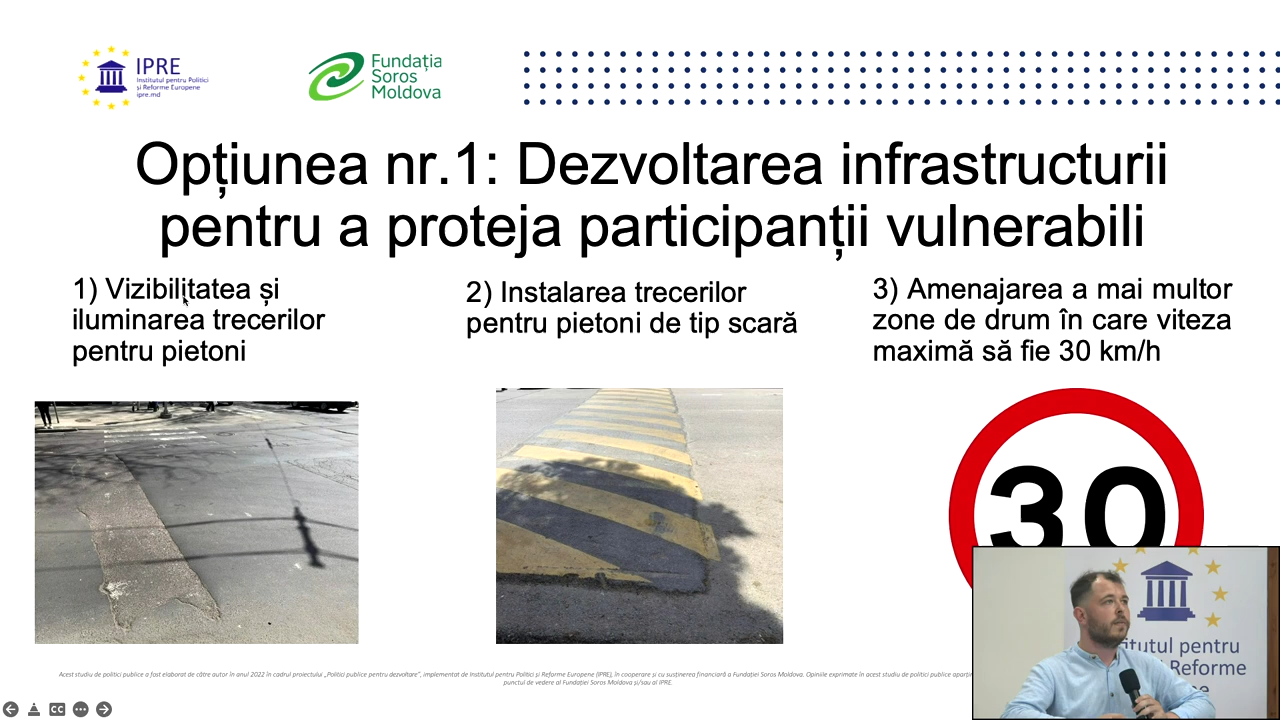 IPRE
Institutul pentru Politici
și Reforme Europene
ipre.md
Fundația
Soros
Moldova
Opțiunea nr.1: Dezvoltarea infrastructurii
pentru a proteja participanții vulnerabili
1) Vizibilitatea și
iluminarea trecerilor
pentru pietoni
2) Instalarea trecerilor
pentru pietoni de tip scară
3) Amenajarea a mai multor
zone de drum în care viteza
maximă să fie 30 km/h
30
tutul pentru
Reforme
ne
Acest studiu de politici publice a fost elaborat de către autor în anul 2022 în cadrul proiectului „Politici publice pentru dezvoltare”, implementat de Institutul pentru Politici și Reforme Europene (IPRE), în cooperare și cu susținerea financiară a Fundației Soros Moldova. Opiniile exprimate în acest studiu de politici publice aparțin
punctul de vedere al Fundației Soros Moldova și/sau al IPRE.
CC